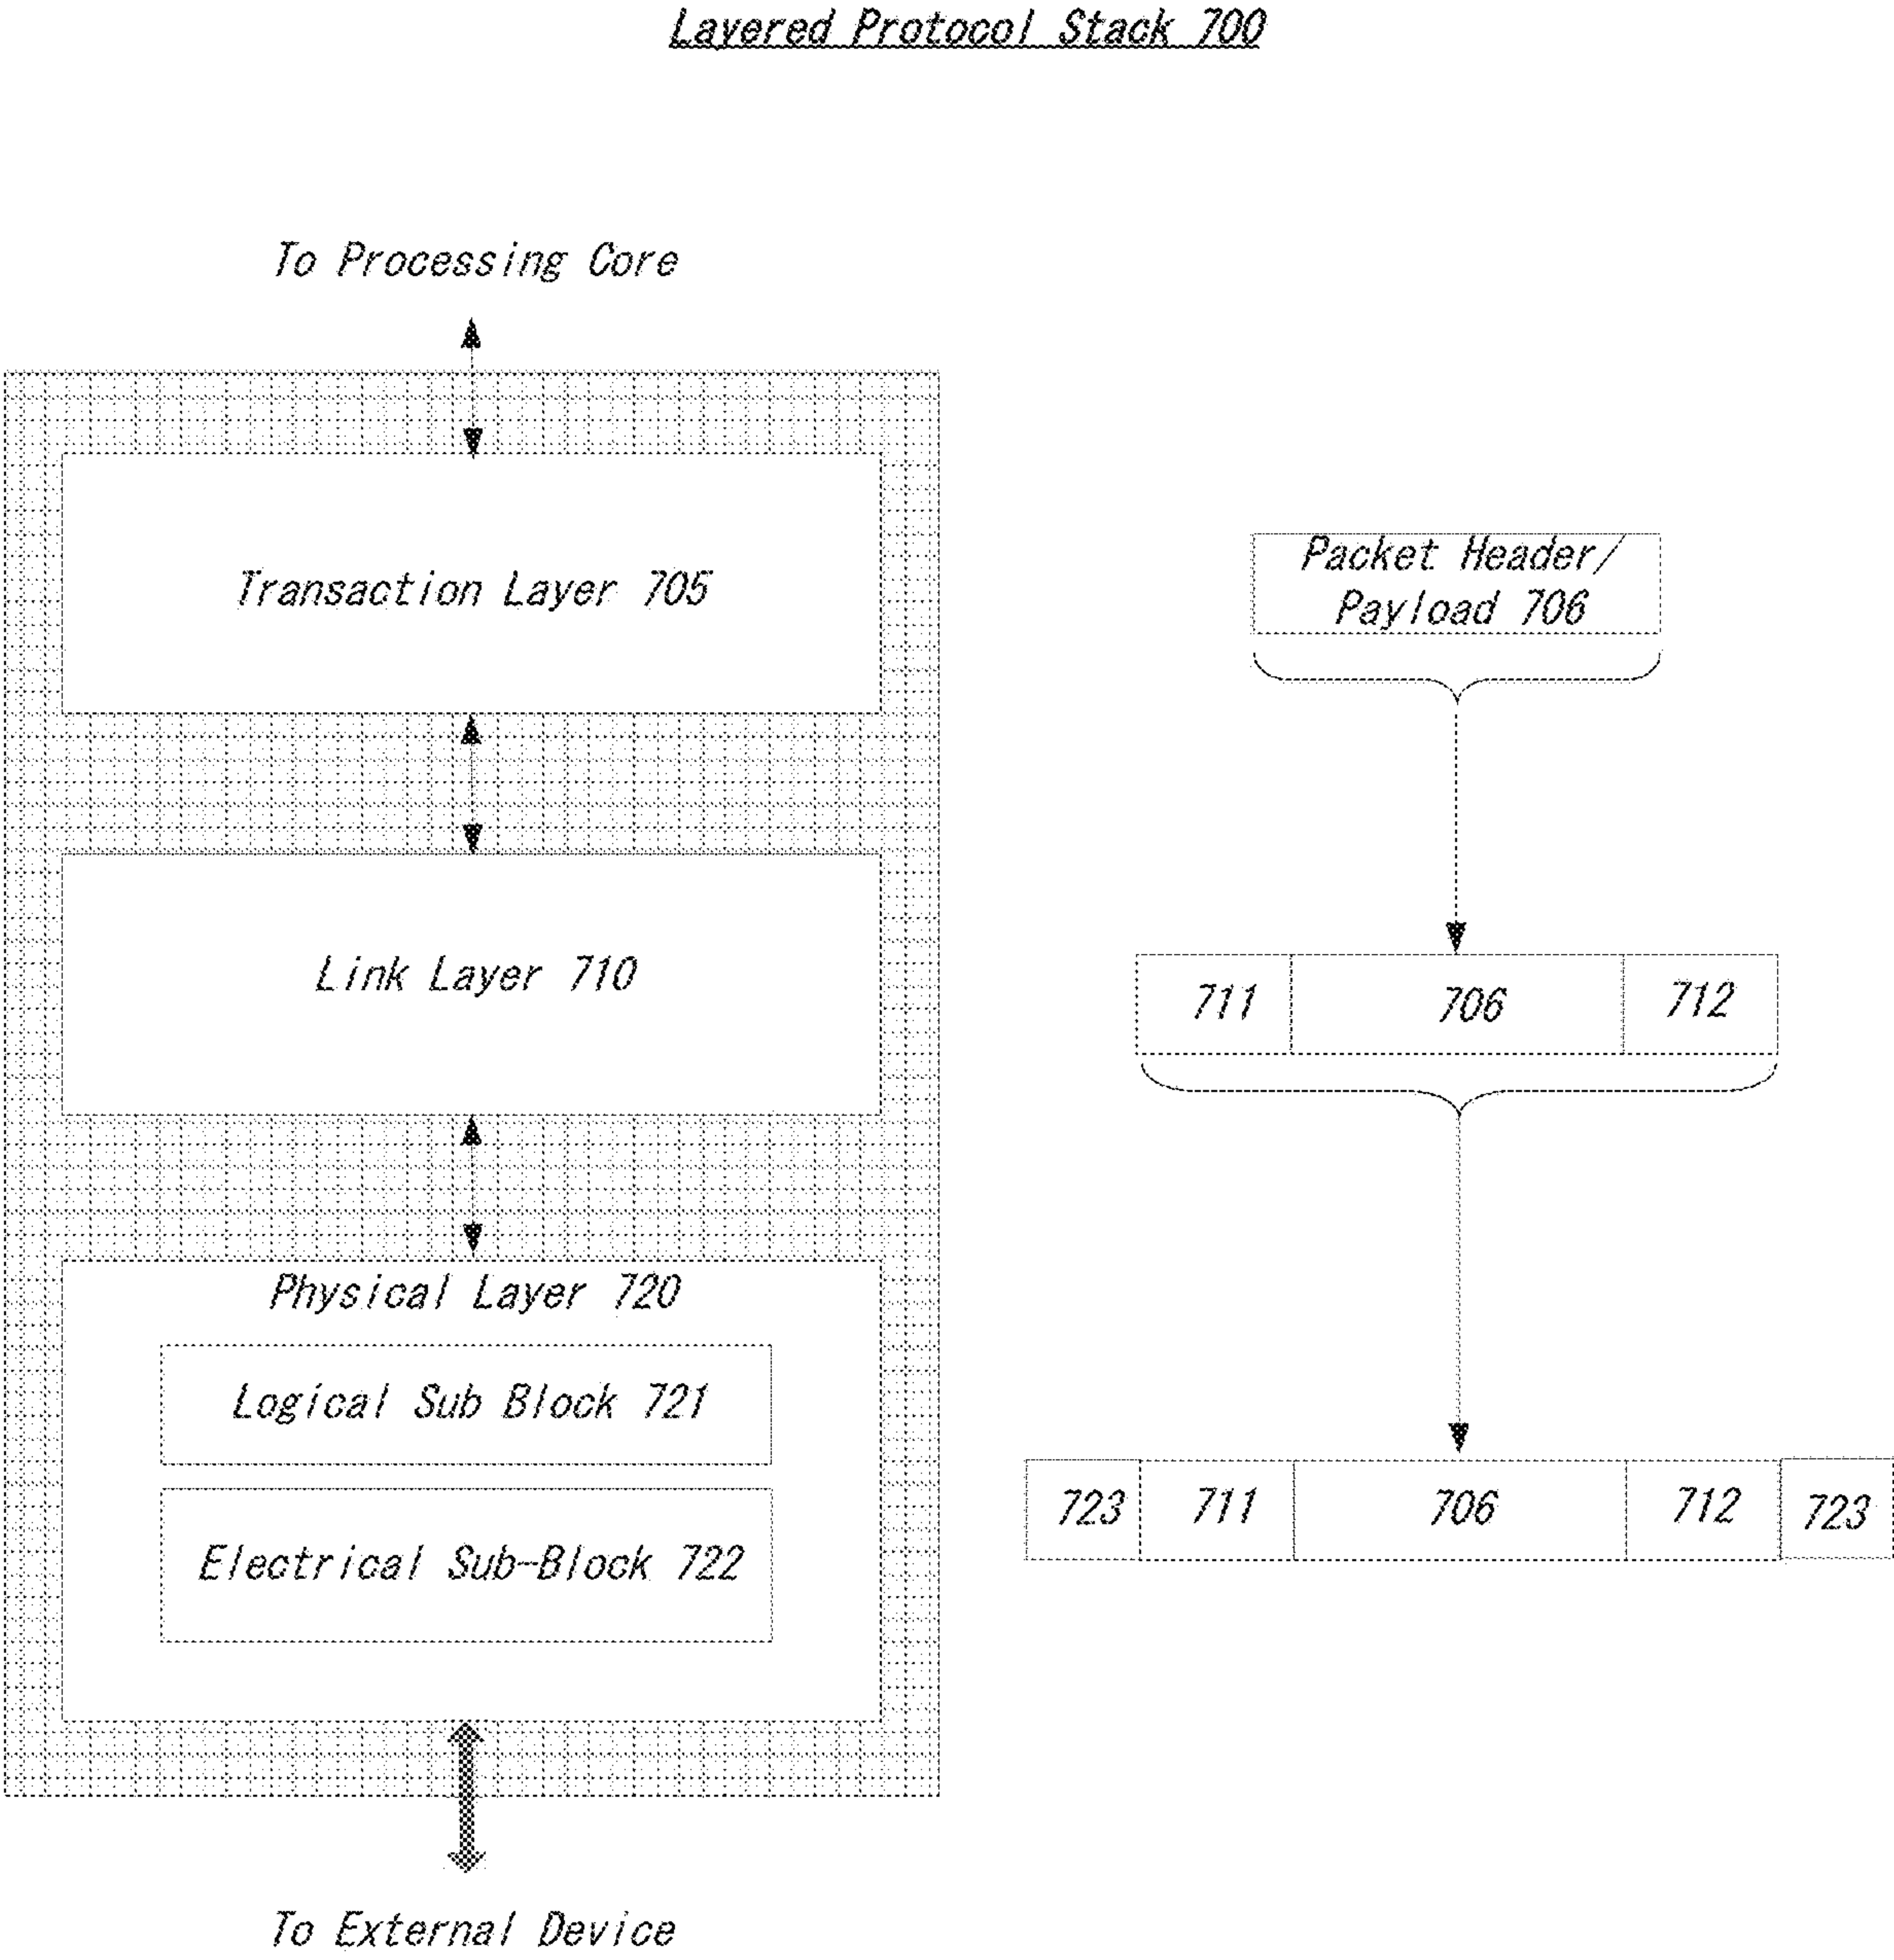 Layered Protocol Stack 700
To Processing Core
Transaction Layer 705
Packet Header/
Payload 706
Link Layer 710
711 706 712
Physical Layer 720
Logical Sub Block 721
Electrical Sub-Block 722
723 711 706 712 723
To External Device